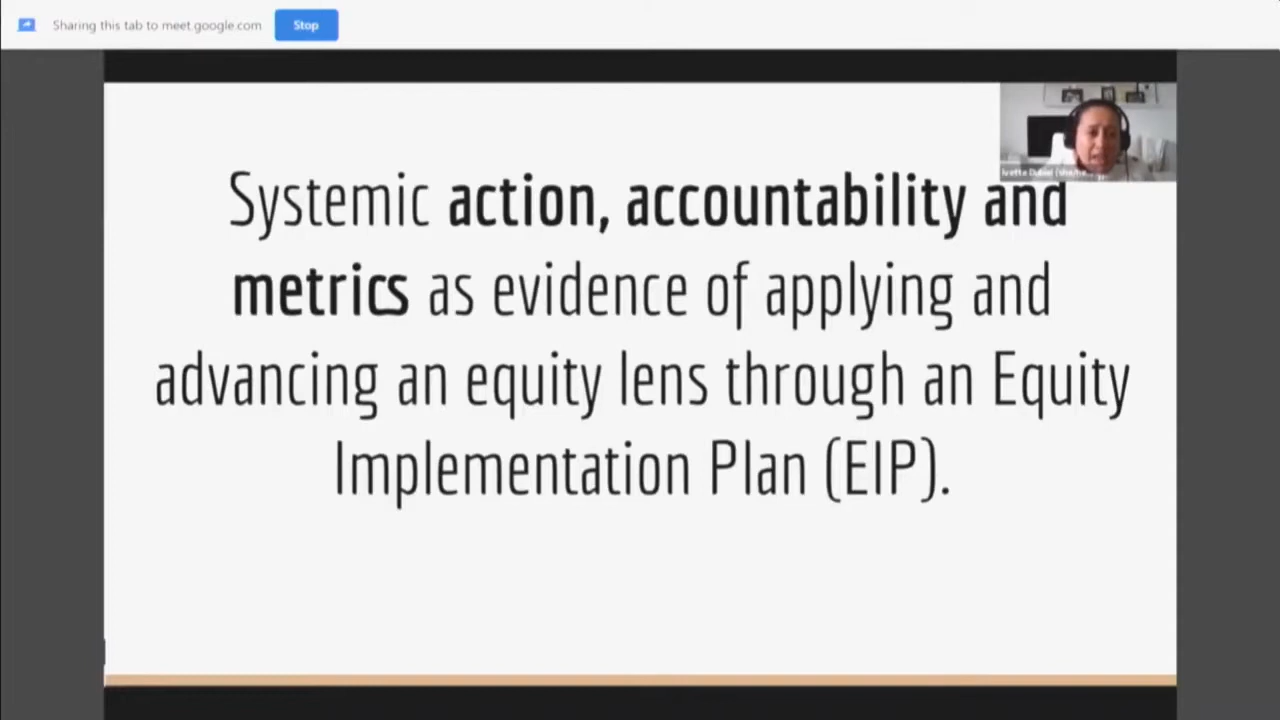 Sharing this tab to meet.google.com Stop
Systemic action, accountability and
metrics as evidence of applying and
advancing an equity lens through an Equity
Implementation Plan (EIP).